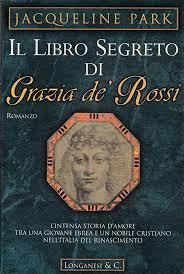 JACQUELINE PARK
IL LIBRO SEGRETO
DI
Grazia de' Rossi
ROMANZO
L'INTENSA STORIA D'AMORE
TRA UNA GIOVANE EBREA E UN NOBILE CRISTIANO
NELL'ITALIA DEL RINASCIMENTO
LONGANESI & C.